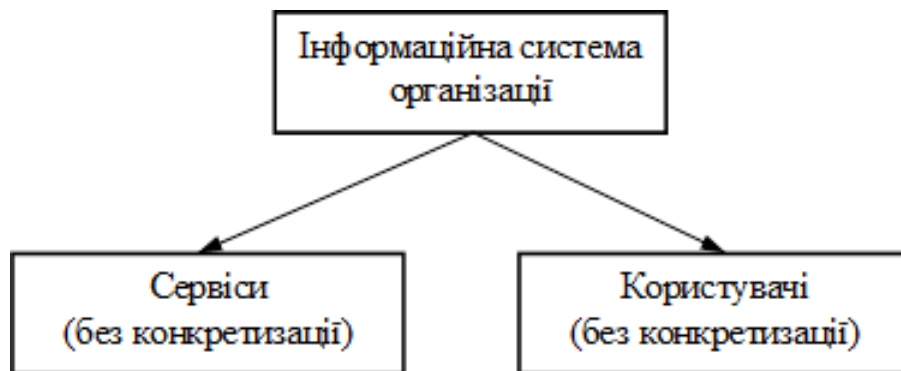 Інформаційна система
організації
Сервіси
(без конкретизації)
Користувачі
(без конкретизації)